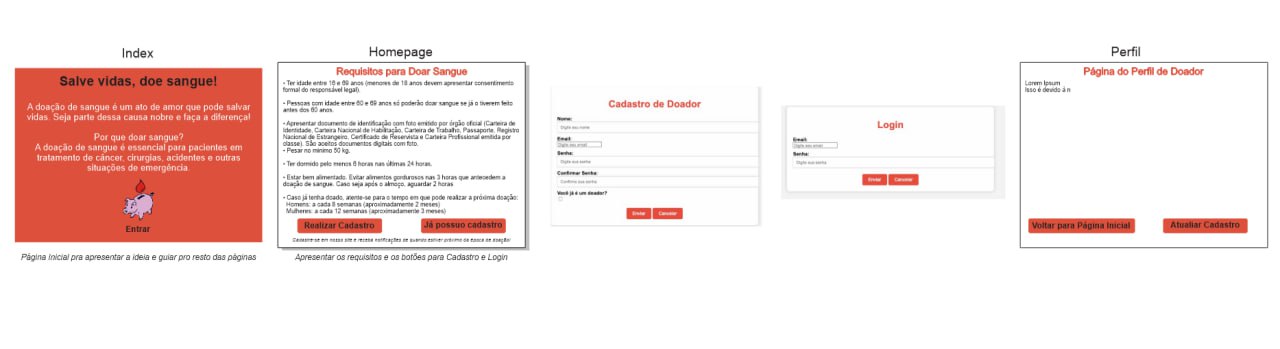 Index
Salve vidas, doe sangue!
A doação de sangue é um ato de amor que pode salvar
vidas. Seja parte dessa causa nobre e faça a diferença!
Por que doar sangue?
A doação de sangue é essencial para pacientes em
tratamento de câncer, cirurgias, acidentes e outras
situações de emergência.
Entrar
Página Inicial pra apresentar a ideia e guiar pro resto das páginas
Homepage
Requisitos para Doar Sangue
• Ter idade entre 16 e 69 anos (menores de 18 anos devem apresentar consentimento
formal do responsável legal).
• Pessoas com idade entre 60 e 69 anos só poderão doar sangue se já o tiverem feito
antes dos 60 anos.
• Apresentar documento de identificação com foto emitido por órgão oficial (Carteira de
Identidade, Carteira Nacional de Habilitação, Carteira de Trabalho, Passaporte, Registro
Nacional de Estrangeiro, Certificado de Reservista e Carteira Profissional emitida por
classe). São aceitos documentos digitais com foto.
• Pesar no mínimo 50 kg.
• Ter dormido pelo menos 6 horas nas últimas 24 horas.
• Estar bem alimentado. Evitar alimentos gordurosos nas 3 horas que antecedem a
doação de sangue. Caso seja após o almoço, aguardar 2 horas
• Caso já tenha doado, atente-se para o tempo em que pode realizar a próxima doação:
Homens: a cada 8 semanas (aproximadamente 2 meses)
Mulheres: a cada 12 semanas (aproximadamente 3 meses)
Realizar Cadastro
Já possuo cadastro
Cadastre-se em nosso site e receba notificações de quando estiver próximo da época de doação!
Apresentar os requisitos e os botões para Cadastro e Login
Cadastro de Doador
Nome:
Digite seu nome
Email:
Digite seu email
Senha:
Digite sua senha
Confirmar Senha:
Confirme sua senha
Você já é um doador?
Enviar
Cancelar
Login
Email:
Digite seu email
Senha:
Digite sua senha
Enviar
Cancelar
Perfil
Página do Perfil de Doador
Lorem Ipsum
Isso é devido á n
Voltar para Página Inicial
Atualiar Cadastro